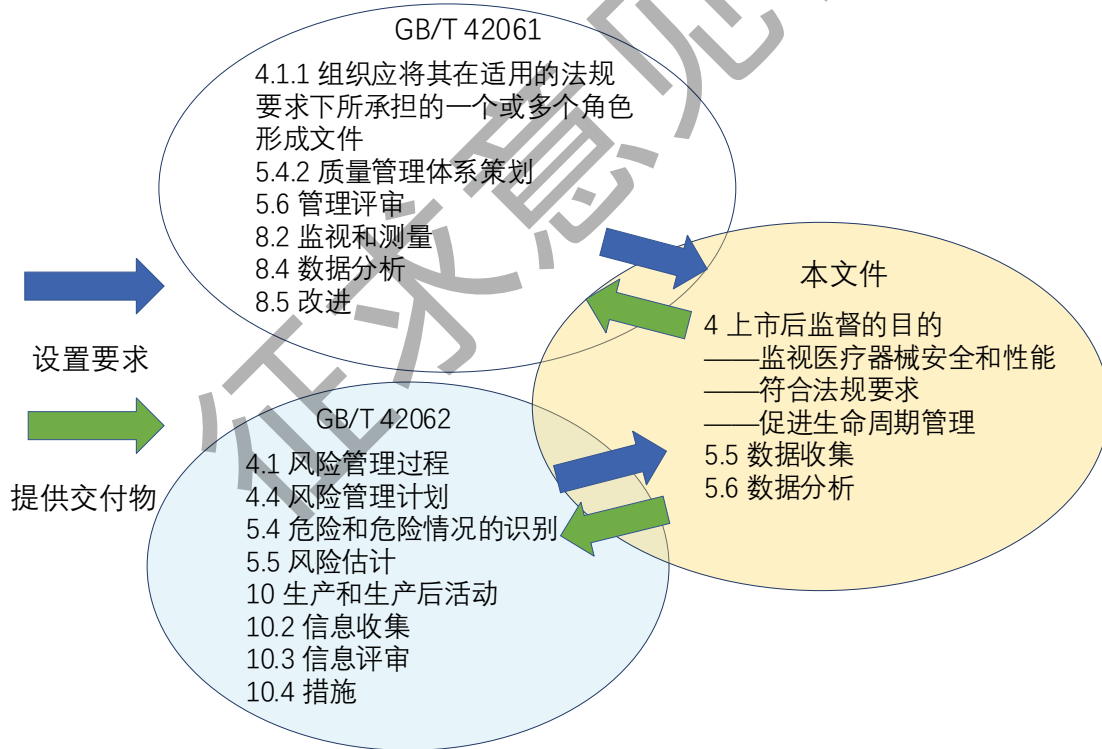 GB/T 42061
4.1.1 组织应将其在适用的法规
要求下所承担的一个或多个角色
形成文件
5.4.2 质量管理体系策划
5.6 管理评审
8.2 监视和测量
8.4 数据分析
8.5 改进
设置要求
提供交付物
GB/T 42062
4.1 风险管理过程
4.4 风险管理计划
5.4 危险和危险情况的识别
5.5 风险估计
10 生产和生产后活动
10.2 信息收集
10.3 信息评审
10.4 措施
本文件
4 上市后监督的目的
——监视医疗器械安全和性能
——符合法规要求
——促进生命周期管理
5.5 数据收集
5.6 数据分析
征求意见